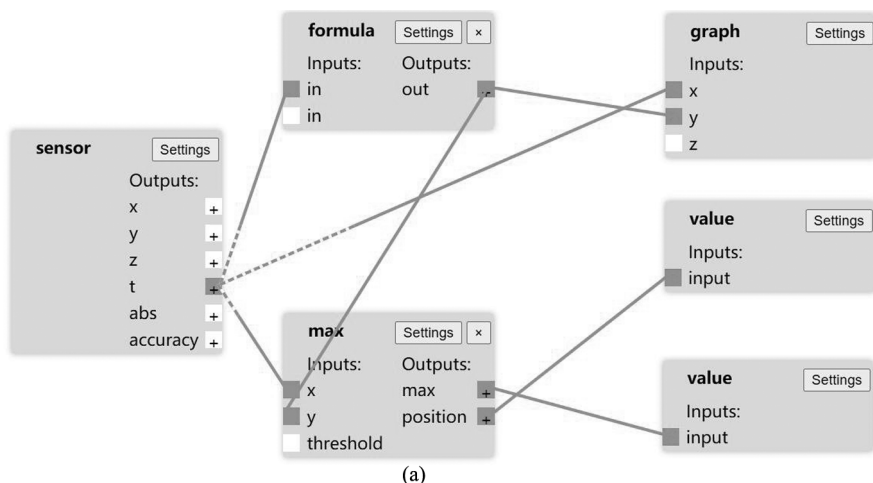 formula Settings ×
Inputs: Outputs:
in out
in
graph Settings
Inputs:
x
y
z
sensor Settings
Outputs:
x +
y +
z +
t +
abs +
accuracy +
value Settings
Inputs:
input
max Settings ×
Inputs: Outputs:
x max +
y position +
threshold
value Settings
Inputs:
input
(a)